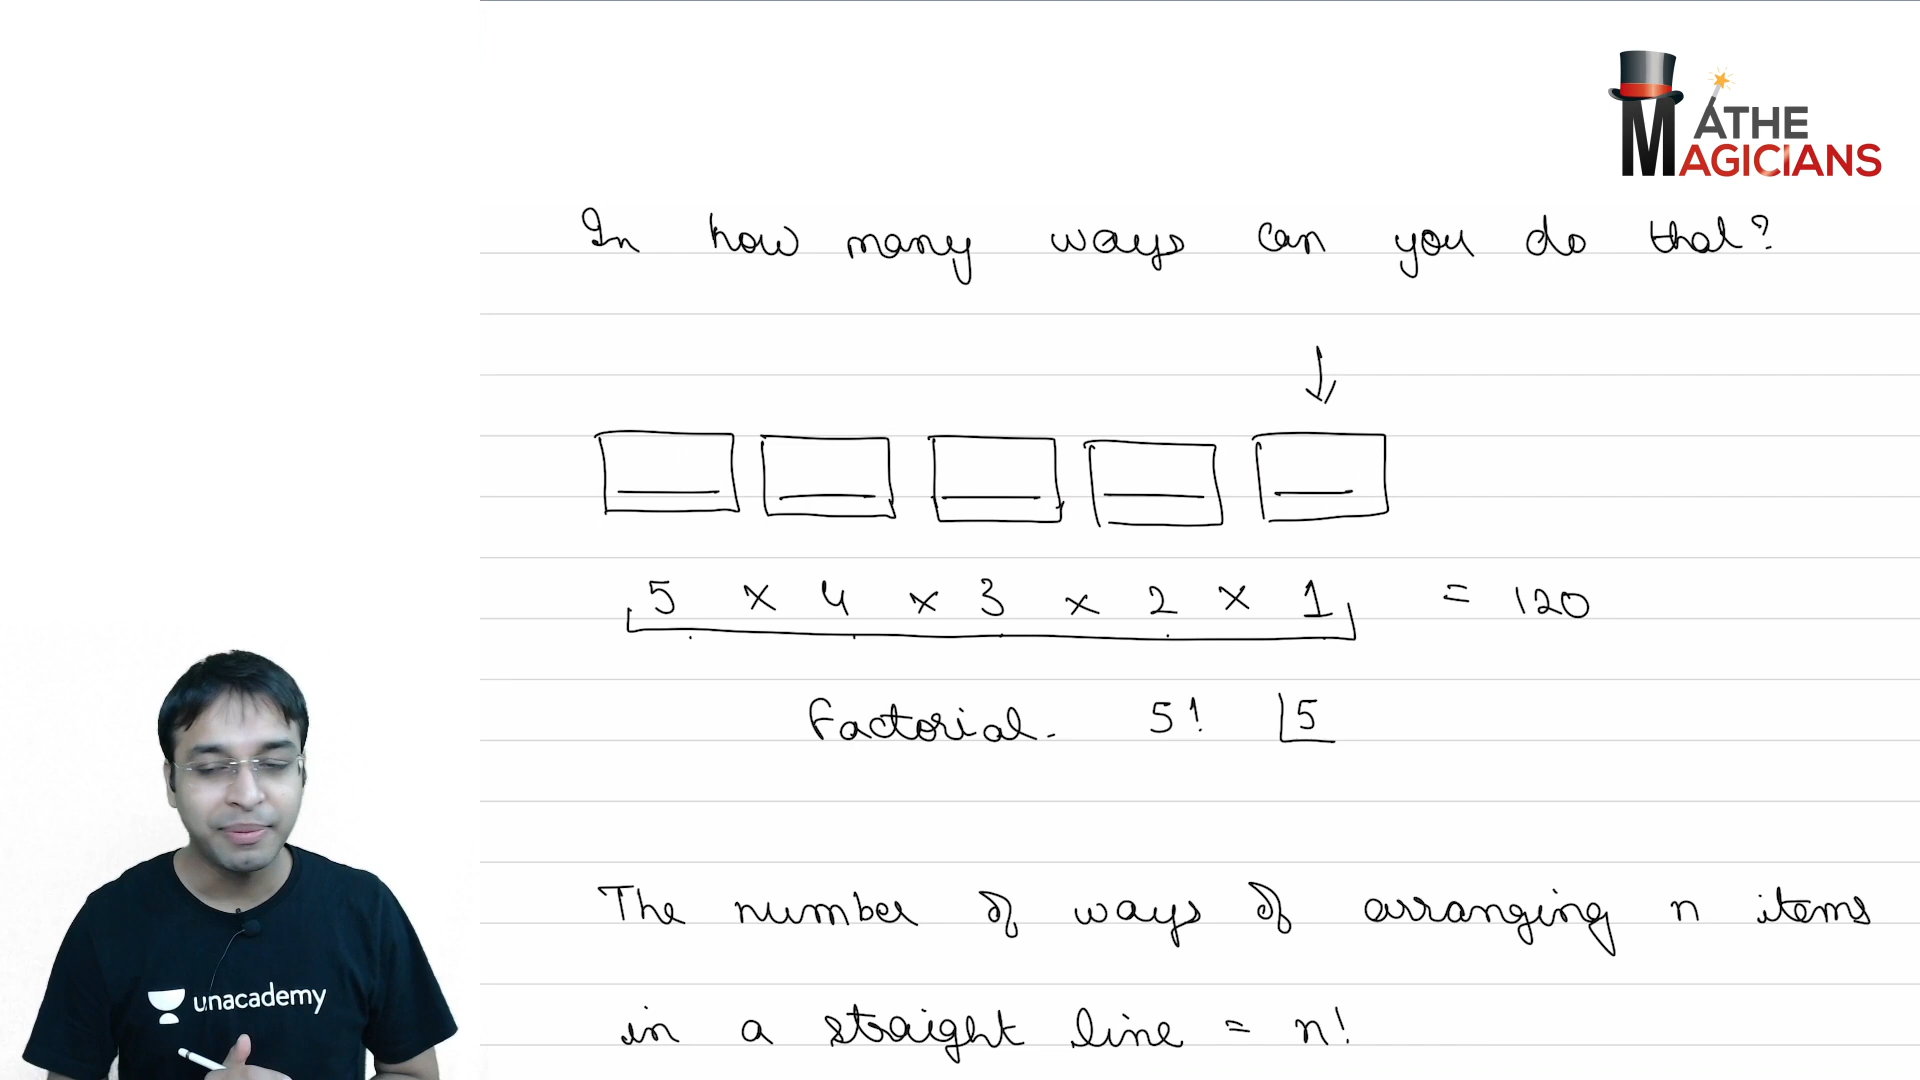 MATHE
MAGICIANS
In how many ways can you do that?
5 × 4 × 3 × 2 × 1 = 120
Factorial. 5! |5
The number of ways of arranging n items
in a straight line = n!
unacademy